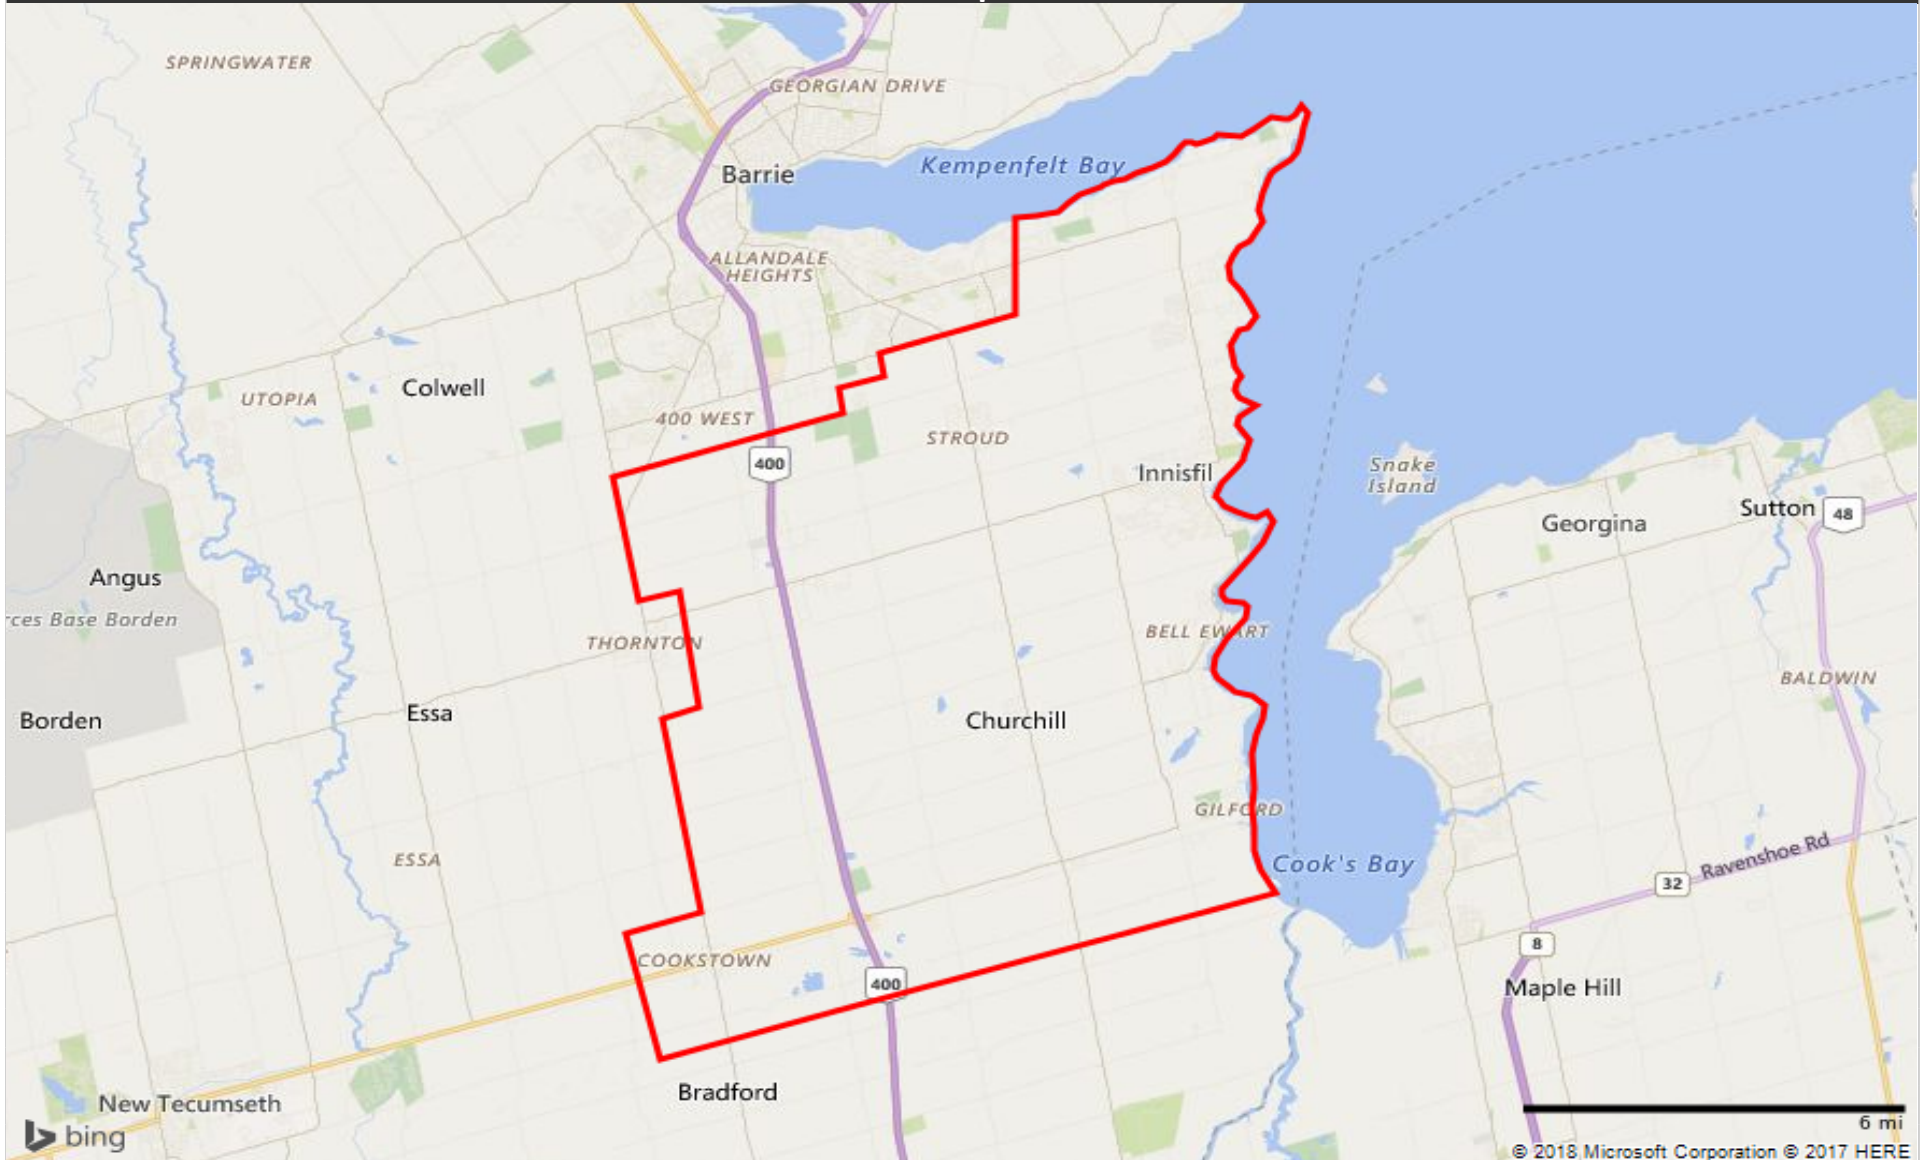 SPRINGWATER
GEORGIAN DRIVE
Barrie
Kempenfelt Bay
ALLANDALE
HEIGHTS
Colwell
UTOPIA
400 WEST
STROUD
400
Innisfil
Snake
Island
Sutton
48
Georgina
Angus
rces Base Borden
THORNTON
BELL EWART
BALDWIN
Borden
Essa
Churchill
GILFORD
ESSA
Cook's Bay
Ravenshoe Rd
32
8
COOKSTOWN
400
Maple Hill
Bradford
New Tecumseth
6 mi
bing
© 2018 Microsoft Corporation © 2017 HERE